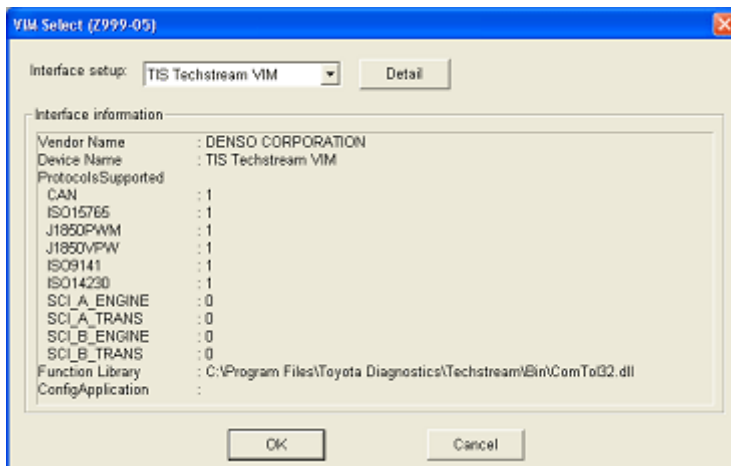 VIM Select (Z999-05)
Interface setup: TIS Techstream VIM Detail
Interface information
Vendor Name : DENSO CORPORATION
Device Name : TIS Techstream VIM
ProtocolsSupported
CAN : 1
ISO15765 : 1
J1850PWM : 1
J1850VPW : 1
ISO9141 : 1
ISO14230 : 1
SCI_A_ENGINE : 0
SCI_A_TRANS : 0
SCI_B_ENGINE : 0
SCI_B_TRANS : 0
Function Library : C:\Program Files\Toyota Diagnostics\Techstream\Bin\ComTol32.dll
ConfigApplication :
OK Cancel